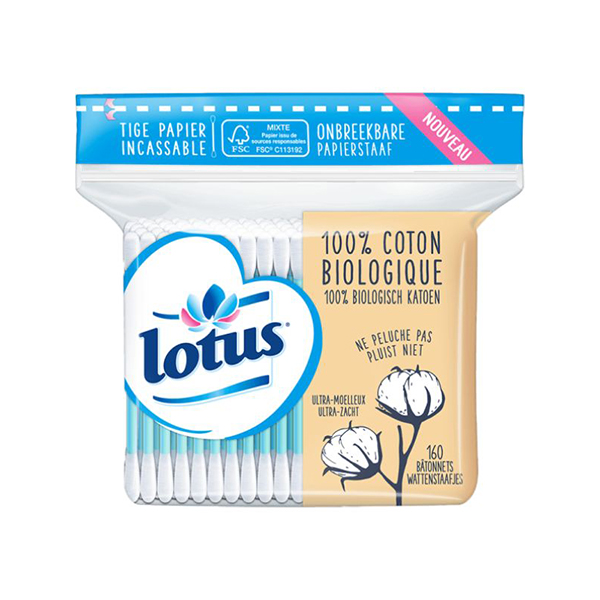 TIGE PAPIER
INCASSABLE
FSC
MIXTE
Papier issu de
sources responsables
FSC® C113192
ONBREEKBARE
PAPIERSTAAF
NOUVEAU
100% COTON
BIOLOGIQUE
100% BIOLOGISCH KATOEN
lotus®
NE PELUCHE PAS
PLUIST NIET
ULTRA-MOELLEUX
ULTRA-ZACHT
160
BÂTONNETS
WATTENSTAAFJES